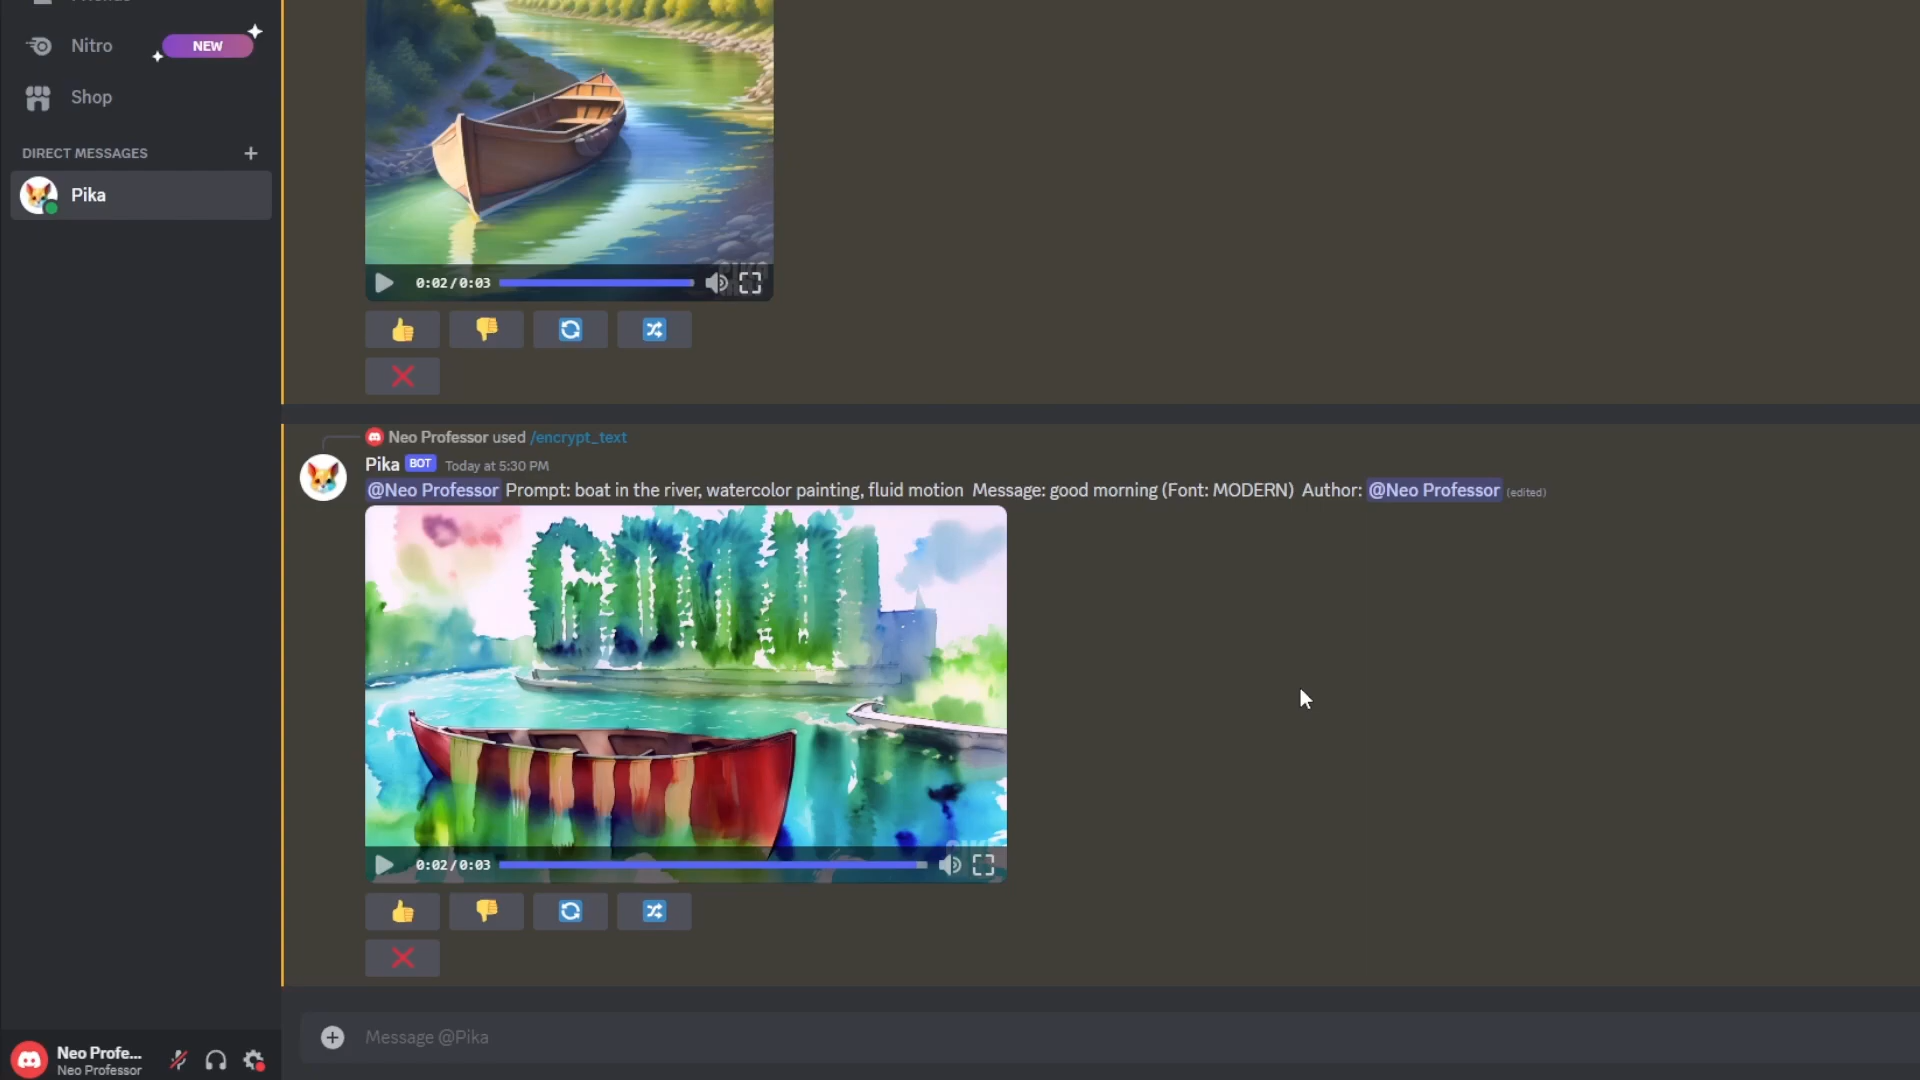 Nitro
NEW
Shop
DIRECT MESSAGES
Pika
0:02/0:03
Neo Professor used /encrypt_text
Pika BOT Today at 5:30 PM
@Neo Professor Prompt: boat in the river, watercolor painting, fluid motion Message: good morning (Font: MODERN) Author: @Neo Professor (edited)
0:02/0:03
Message @Pika
Neo Profe...
Neo Professor